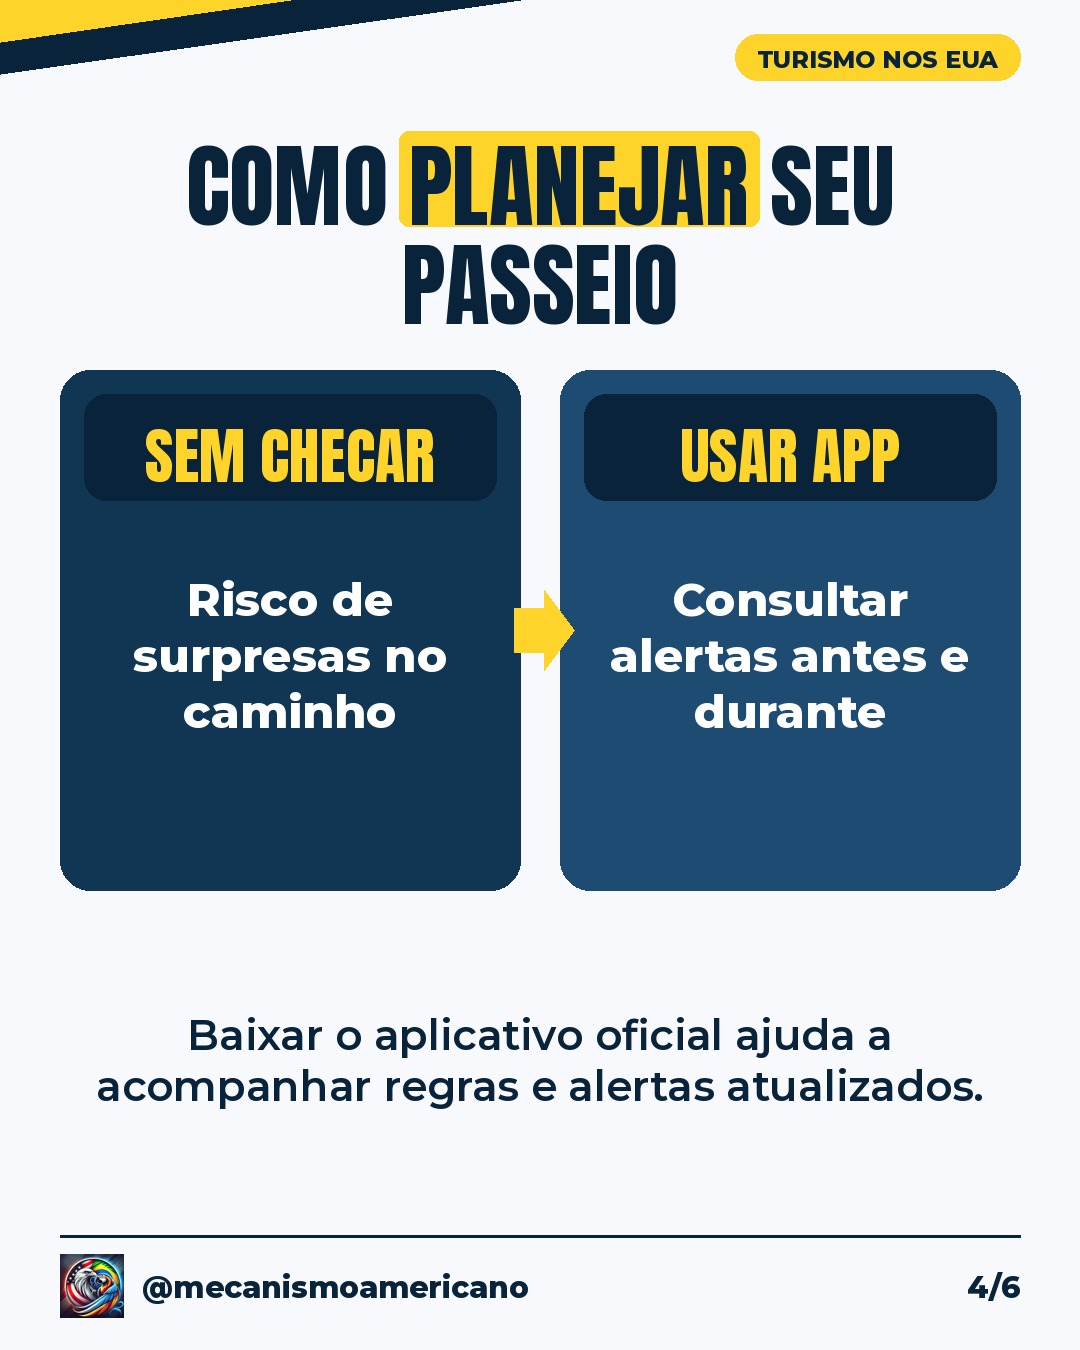 TURISMO NOS EUA
COMO PLANEJAR SEU
PASSEIO
SEM CHECAR
Risco de
surpresas no
caminho
USAR APP
Consultar
alertas antes e
durante
Baixar o aplicativo oficial ajuda a
acompanhar regras e alertas atualizados.
@mecanismoamericano
4/6